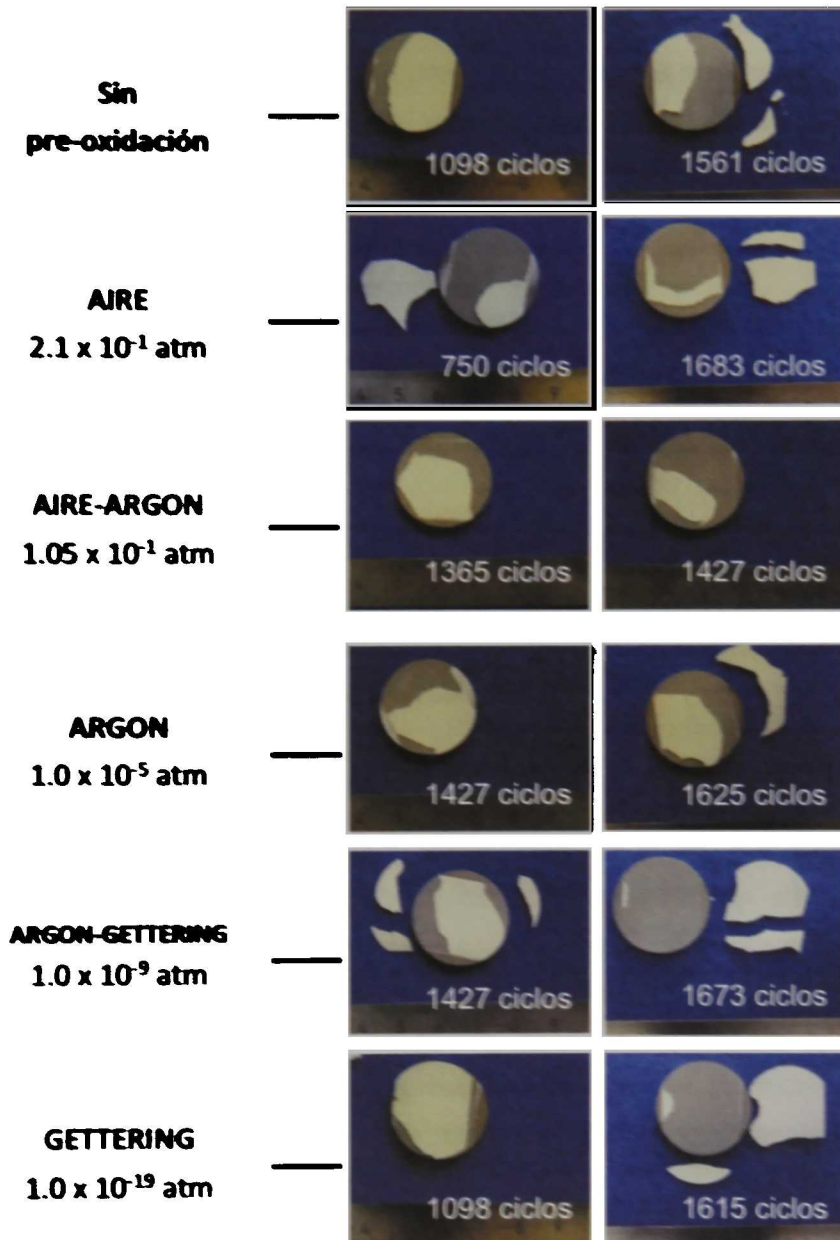 Sin
pre-oxidación
1098 ciclos
1561 ciclos
AIRE
2.1 x 10⁻¹ atm
750 ciclos
1683 ciclos
AIRE-ARGON
1.05 x 10⁻¹ atm
1365 ciclos
1427 ciclos
ARGON
1.0 x 10⁻⁵ atm
1427 ciclos
1625 ciclos
ARGON-GETTERING
1.0 x 10⁻⁹ atm
1427 ciclos
1673 ciclos
GETTERING
1.0 x 10⁻¹⁹ atm
1098 ciclos
1615 ciclos